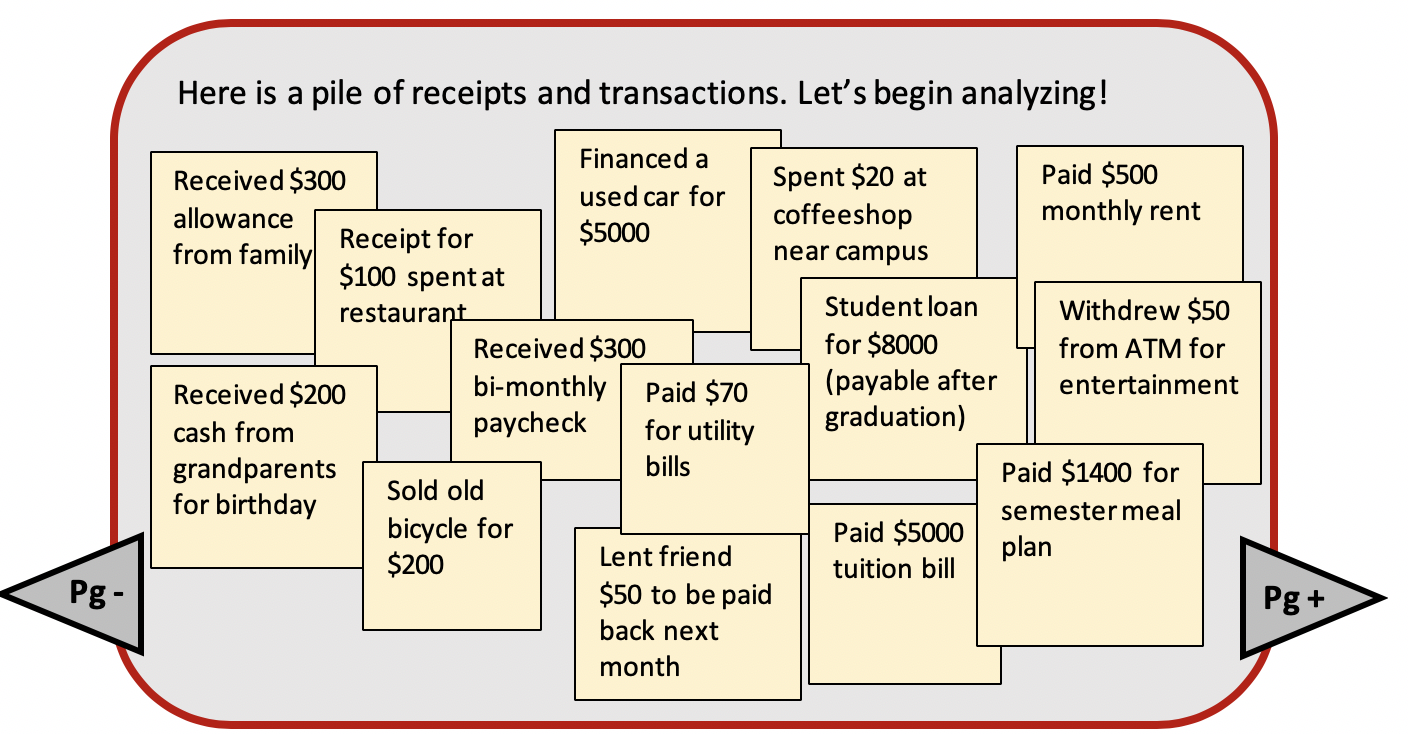 Here is a pile of receipts and transactions. Let’s begin analyzing!
Received $300
allowance
from family
Receipt for
$100 spent at
restaurant
Financed a
used car for
$5000
Spent $20 at
coffeeshop
near campus
Paid $500
monthly rent
Received $300
bi-monthly
paycheck
Student loan
for $8000
(payable after
graduation)
Withdrew $50
from ATM for
entertainment
Received $200
cash from
grandparents
for birthday
Paid $70
for utility
bills
Sold old
bicycle for
$200
Lent friend
$50 to be paid
back next
month
Paid $5000
tuition bill
Paid $1400 for
semester meal
plan
Pg -
Pg +